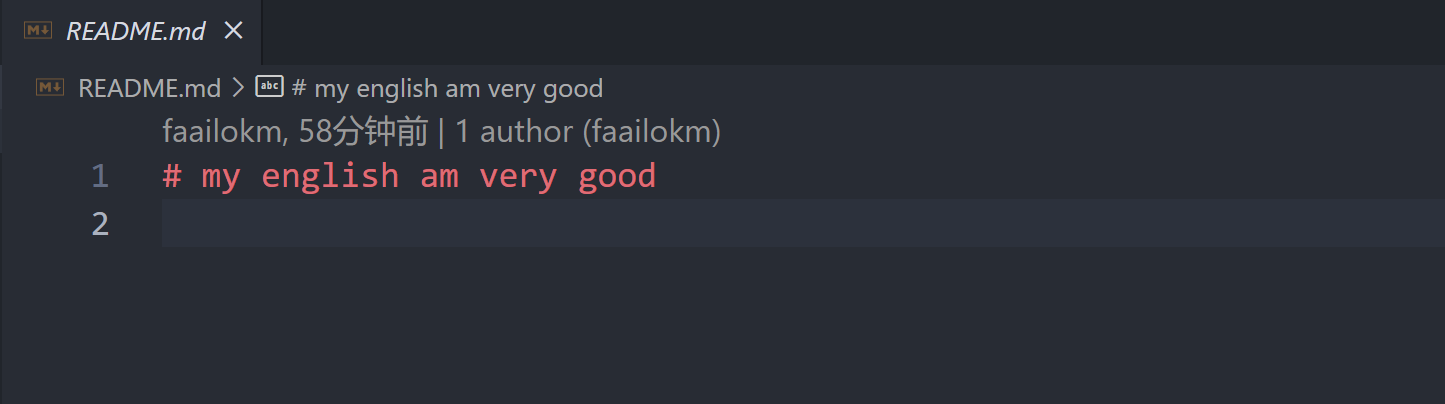 README.md
README.md > # my english am very good
faailokm, 58分钟前 | 1 author (faailokm)
1 # my english am very good
2